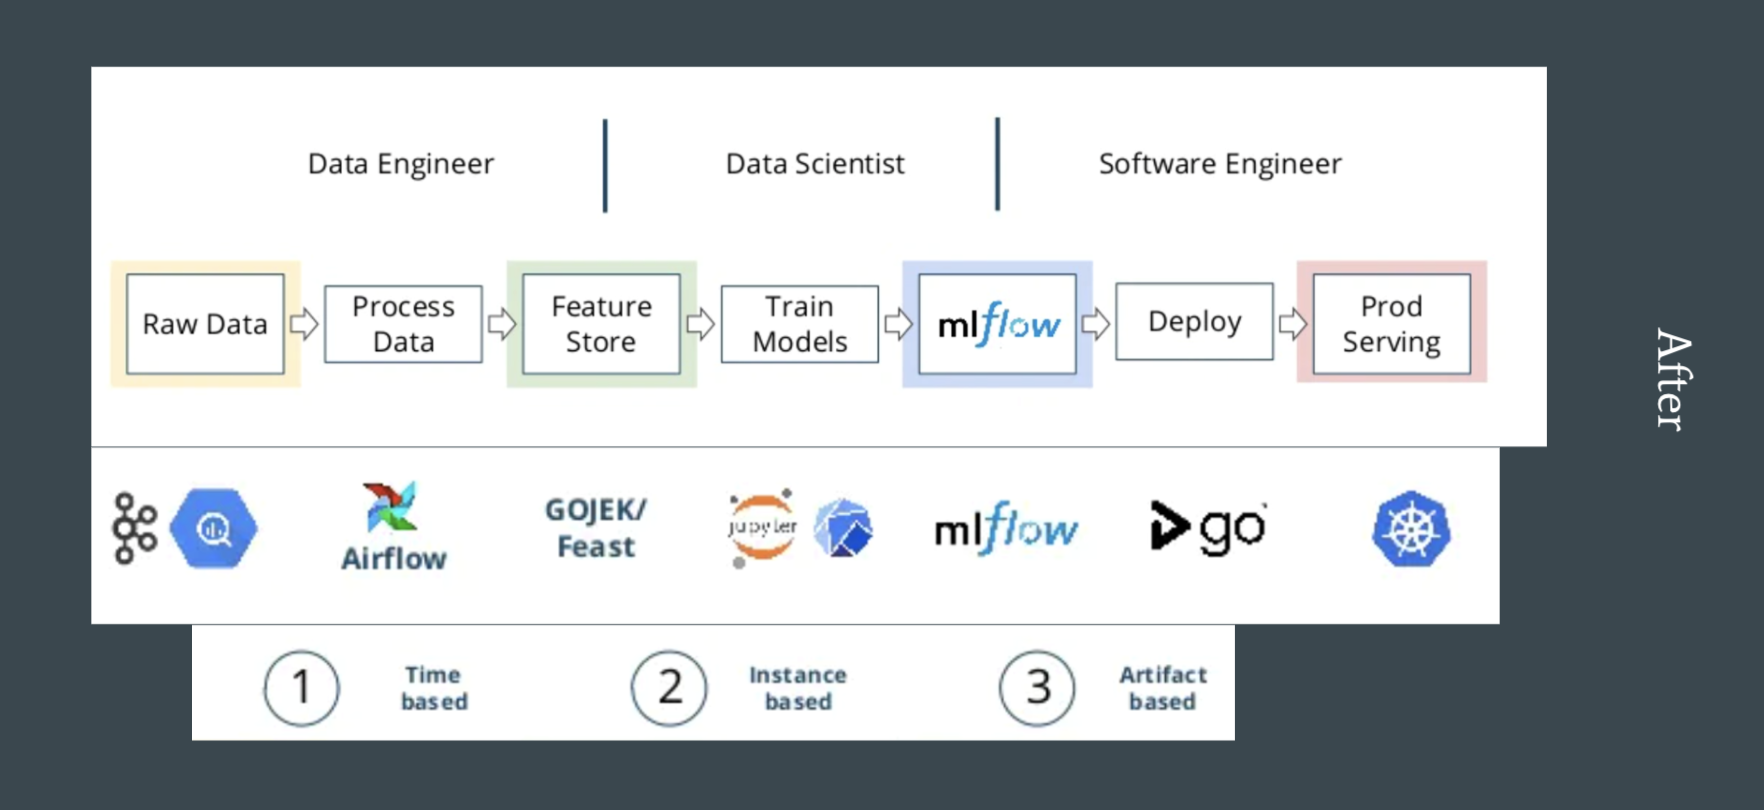 Data Engineer
Data Scientist
Software Engineer
Raw Data
Process
Data
Feature
Store
Train
Models
mlflow
Deploy
Prod
Serving
After
Airflow
GOJEK/
Feast
jupyter
mlflow
go
1
Time
based
2
Instance
based
3
Artifact
based